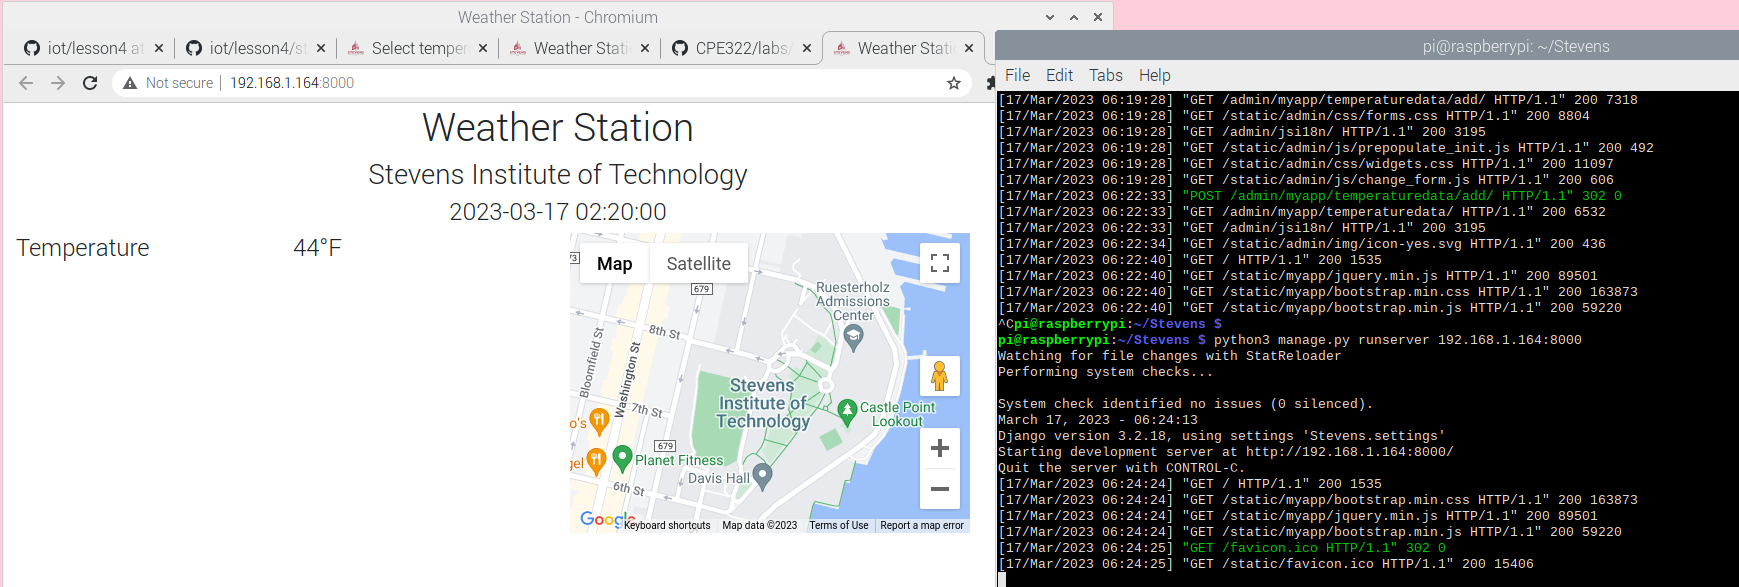 Weather Station - Chromium
iot/lesson4 at
iot/lesson4/st
Select temper
Weather Stati
CPE322/labs/
Weather Stati
Not secure | 192.168.1.164:8000
Weather Station
Stevens Institute of Technology
2023-03-17 02:20:00
Temperature 44°F
Map Satellite
679
Ruesterholz
Admissions
Center
8th St
Bloomfield St
Washington St
Stevens
Institute of
Technology
7th St
Castle Point
Lookout
o's
679
gel
Planet Fitness
Davis Hall
6th St
Google
Keyboard shortcuts Map data ©2023 Terms of Use Report a map error
pi@raspberrypi: ~/Stevens
File Edit Tabs Help
[17/Mar/2023 06:19:28] "GET /admin/myapp/temperaturedata/add/ HTTP/1.1" 200 7318
[17/Mar/2023 06:19:28] "GET /static/admin/css/forms.css HTTP/1.1" 200 8804
[17/Mar/2023 06:19:28] "GET /admin/jsi18n/ HTTP/1.1" 200 3195
[17/Mar/2023 06:19:28] "GET /static/admin/js/prepopulate_init.js HTTP/1.1" 200 492
[17/Mar/2023 06:19:28] "GET /static/admin/css/widgets.css HTTP/1.1" 200 11097
[17/Mar/2023 06:19:28] "GET /static/admin/js/change_form.js HTTP/1.1" 200 606
[17/Mar/2023 06:22:33] "POST /admin/myapp/temperaturedata/add/ HTTP/1.1" 302 0
[17/Mar/2023 06:22:33] "GET /admin/myapp/temperaturedata/ HTTP/1.1" 200 6532
[17/Mar/2023 06:22:33] "GET /admin/jsi18n/ HTTP/1.1" 200 3195
[17/Mar/2023 06:22:34] "GET /static/admin/img/icon-yes.svg HTTP/1.1" 200 436
[17/Mar/2023 06:22:40] "GET / HTTP/1.1" 200 1535
[17/Mar/2023 06:22:40] "GET /static/myapp/jquery.min.js HTTP/1.1" 200 89501
[17/Mar/2023 06:22:40] "GET /static/myapp/bootstrap.min.css HTTP/1.1" 200 163873
[17/Mar/2023 06:22:40] "GET /static/myapp/bootstrap.min.js HTTP/1.1" 200 59220
^Cpi@raspberrypi:~/Stevens $
pi@raspberrypi:~/Stevens $ python3 manage.py runserver 192.168.1.164:8000
Watching for file changes with StatReloader
Performing system checks...
System check identified no issues (0 silenced).
March 17, 2023 - 06:24:13
Django version 3.2.18, using settings 'Stevens.settings'
Starting development server at http://192.168.1.164:8000/
Quit the server with CONTROL-C.
[17/Mar/2023 06:24:24] "GET / HTTP/1.1" 200 1535
[17/Mar/2023 06:24:24] "GET /static/myapp/bootstrap.min.css HTTP/1.1" 200 163873
[17/Mar/2023 06:24:24] "GET /static/myapp/jquery.min.js HTTP/1.1" 200 89501
[17/Mar/2023 06:24:24] "GET /static/myapp/bootstrap.min.js HTTP/1.1" 200 59220
[17/Mar/2023 06:24:25] "GET /favicon.ico HTTP/1.1" 302 0
[17/Mar/2023 06:24:25] "GET /static/favicon.ico HTTP/1.1" 200 15406